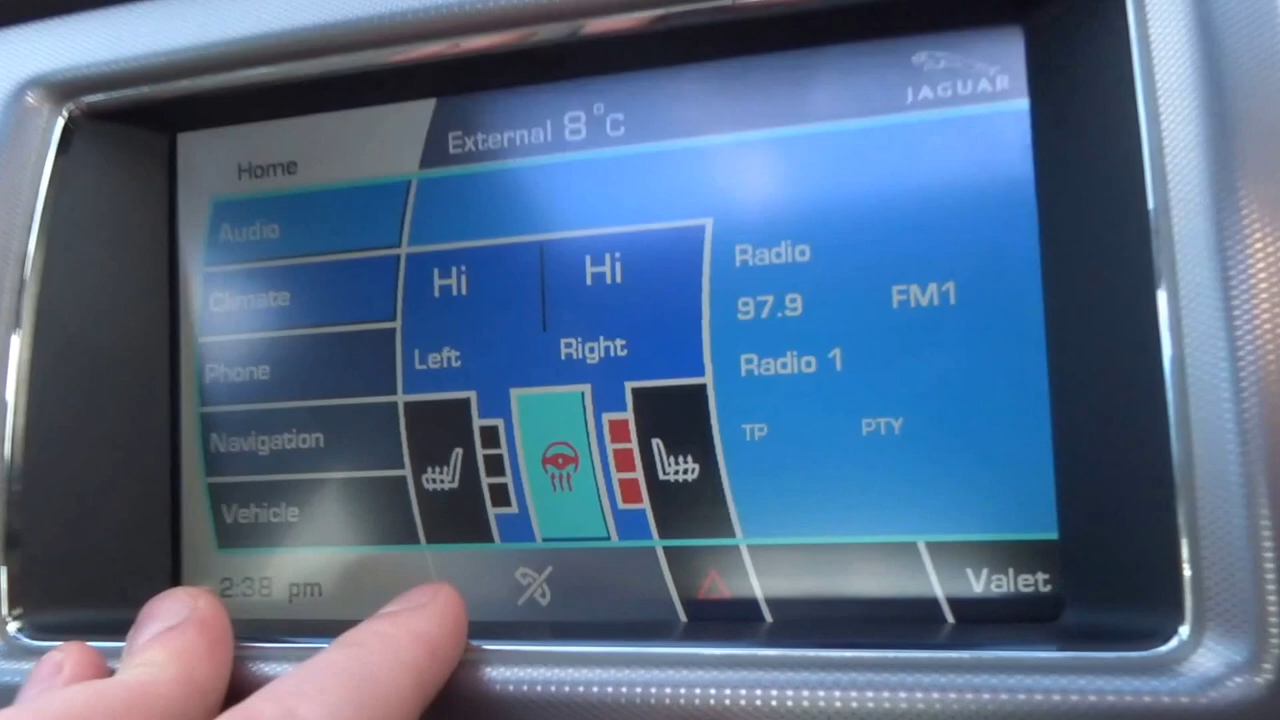 JAGUAR
External 8°C
Home
Audio
Climate
Phone
Navigation
Vehicle
Hi
Hi
Left
Right
Radio
97.9 FM1
Radio 1
TP PTY
2:38 pm
Valet